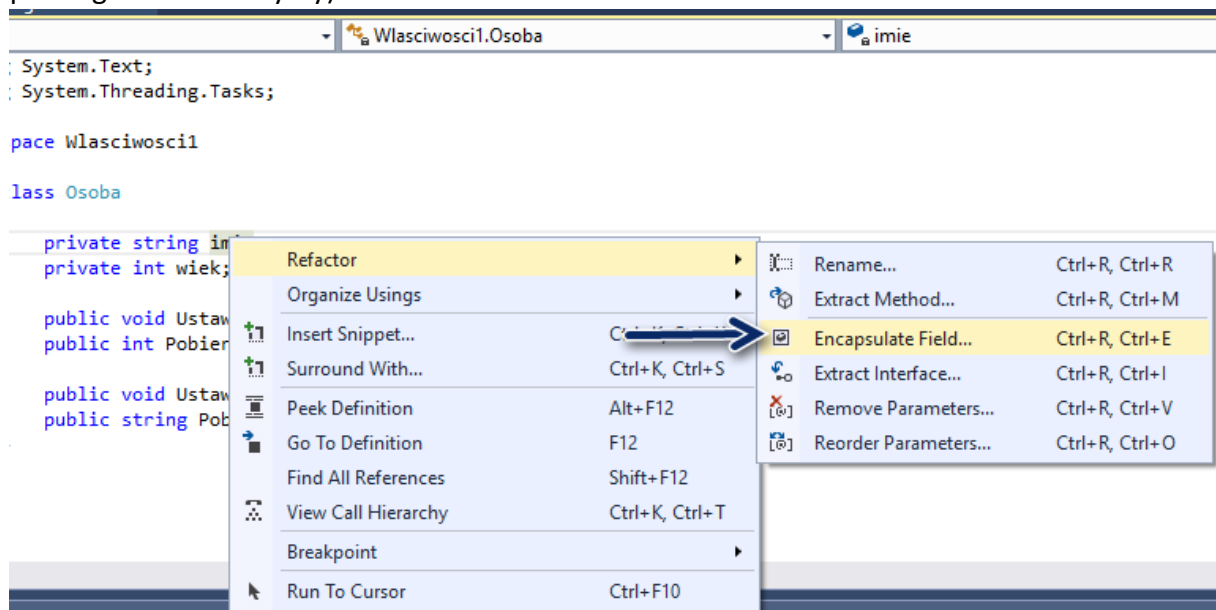 Wlasciwosci1.Osoba imie
System.Text;
System.Threading.Tasks;
pace Wlasciwosci1
lass Osoba
private string imie
private int wiek;
public void Ustaw
public int Pobier
public void Ustaw
public string Pob
Refactor
Organize Usings
Insert Snippet...
Surround With... Ctrl+K, Ctrl+S
Peek Definition Alt+F12
Go To Definition F12
Find All References Shift+F12
View Call Hierarchy Ctrl+K, Ctrl+T
Breakpoint
Run To Cursor Ctrl+F10
Rename... Ctrl+R, Ctrl+R
Extract Method... Ctrl+R, Ctrl+M
Encapsulate Field... Ctrl+R, Ctrl+E
Extract Interface... Ctrl+R, Ctrl+I
Remove Parameters... Ctrl+R, Ctrl+V
Reorder Parameters... Ctrl+R, Ctrl+O